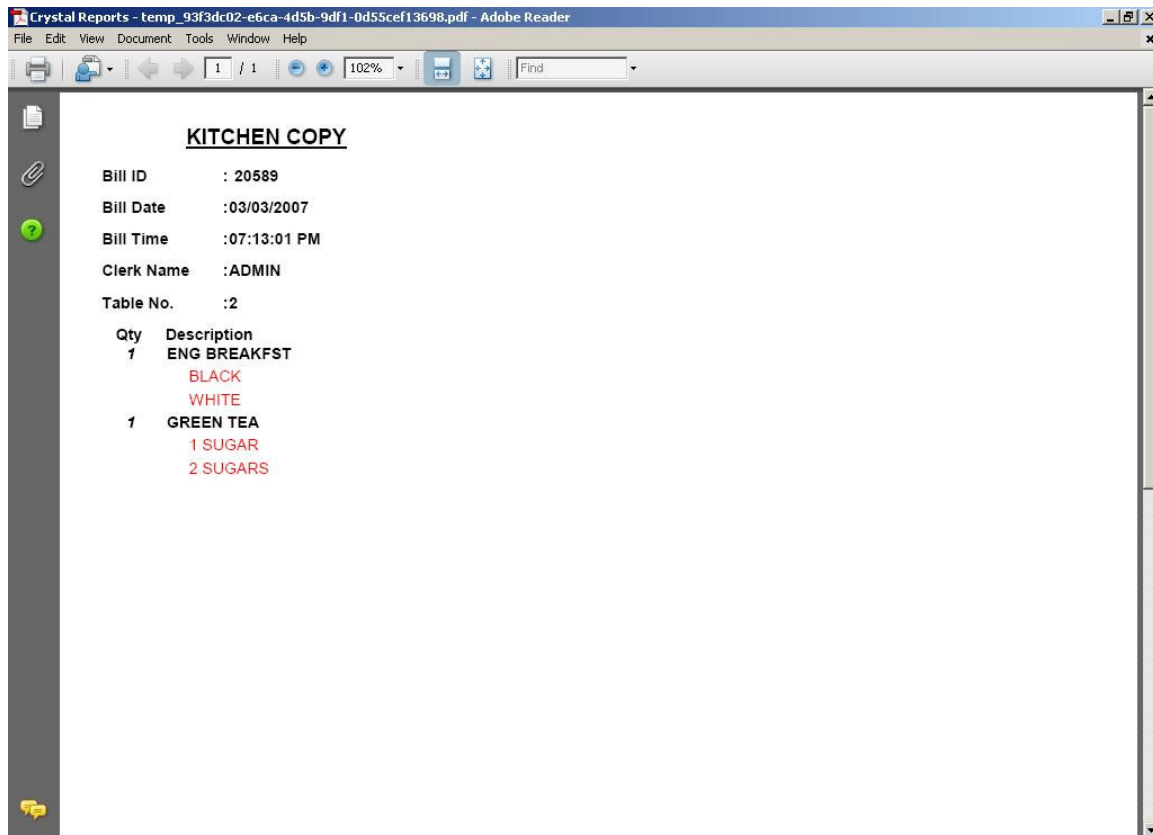 Crystal Reports - temp_93f3dc02-e6ca-4d5b-9df1-0d55cef13698.pdf - Adobe Reader
File Edit View Document Tools Window Help
1 / 1 102% Find
KITCHEN COPY
Bill ID : 20589
Bill Date :03/03/2007
Bill Time :07:13:01 PM
Clerk Name :ADMIN
Table No. :2
Qty Description
1 ENG BREAKFST
BLACK
WHITE
1 GREEN TEA
1 SUGAR
2 SUGARS